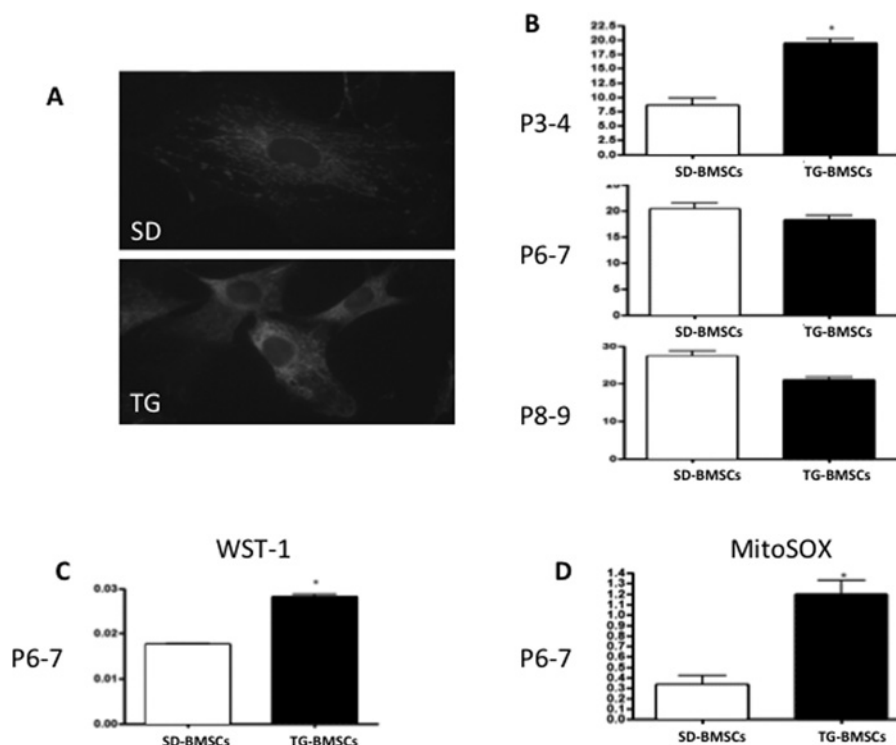 A
SD
TG
B
P3-4
22.5
20.0
17.5
15.0
12.5
10.0
7.5
5.0
2.5
0.0
*
SD-BMSCs TG-BMSCs
P6-7
25
20
15
10
5
0
SD-BMSCs TG-BMSCs
P8-9
30
20
10
0
SD-BMSCs TG-BMSCs
WST-1
C
P6-7
0.03
0.02
0.01
0.00
*
SD-BMSCs TG-BMSCs
MitoSOX
D
P6-7
1.4
1.3
1.2
1.1
1.0
0.9
0.8
0.7
0.6
0.5
0.4
0.3
0.2
0.1
0.0
*
SD-BMSCs TG-BMSCs